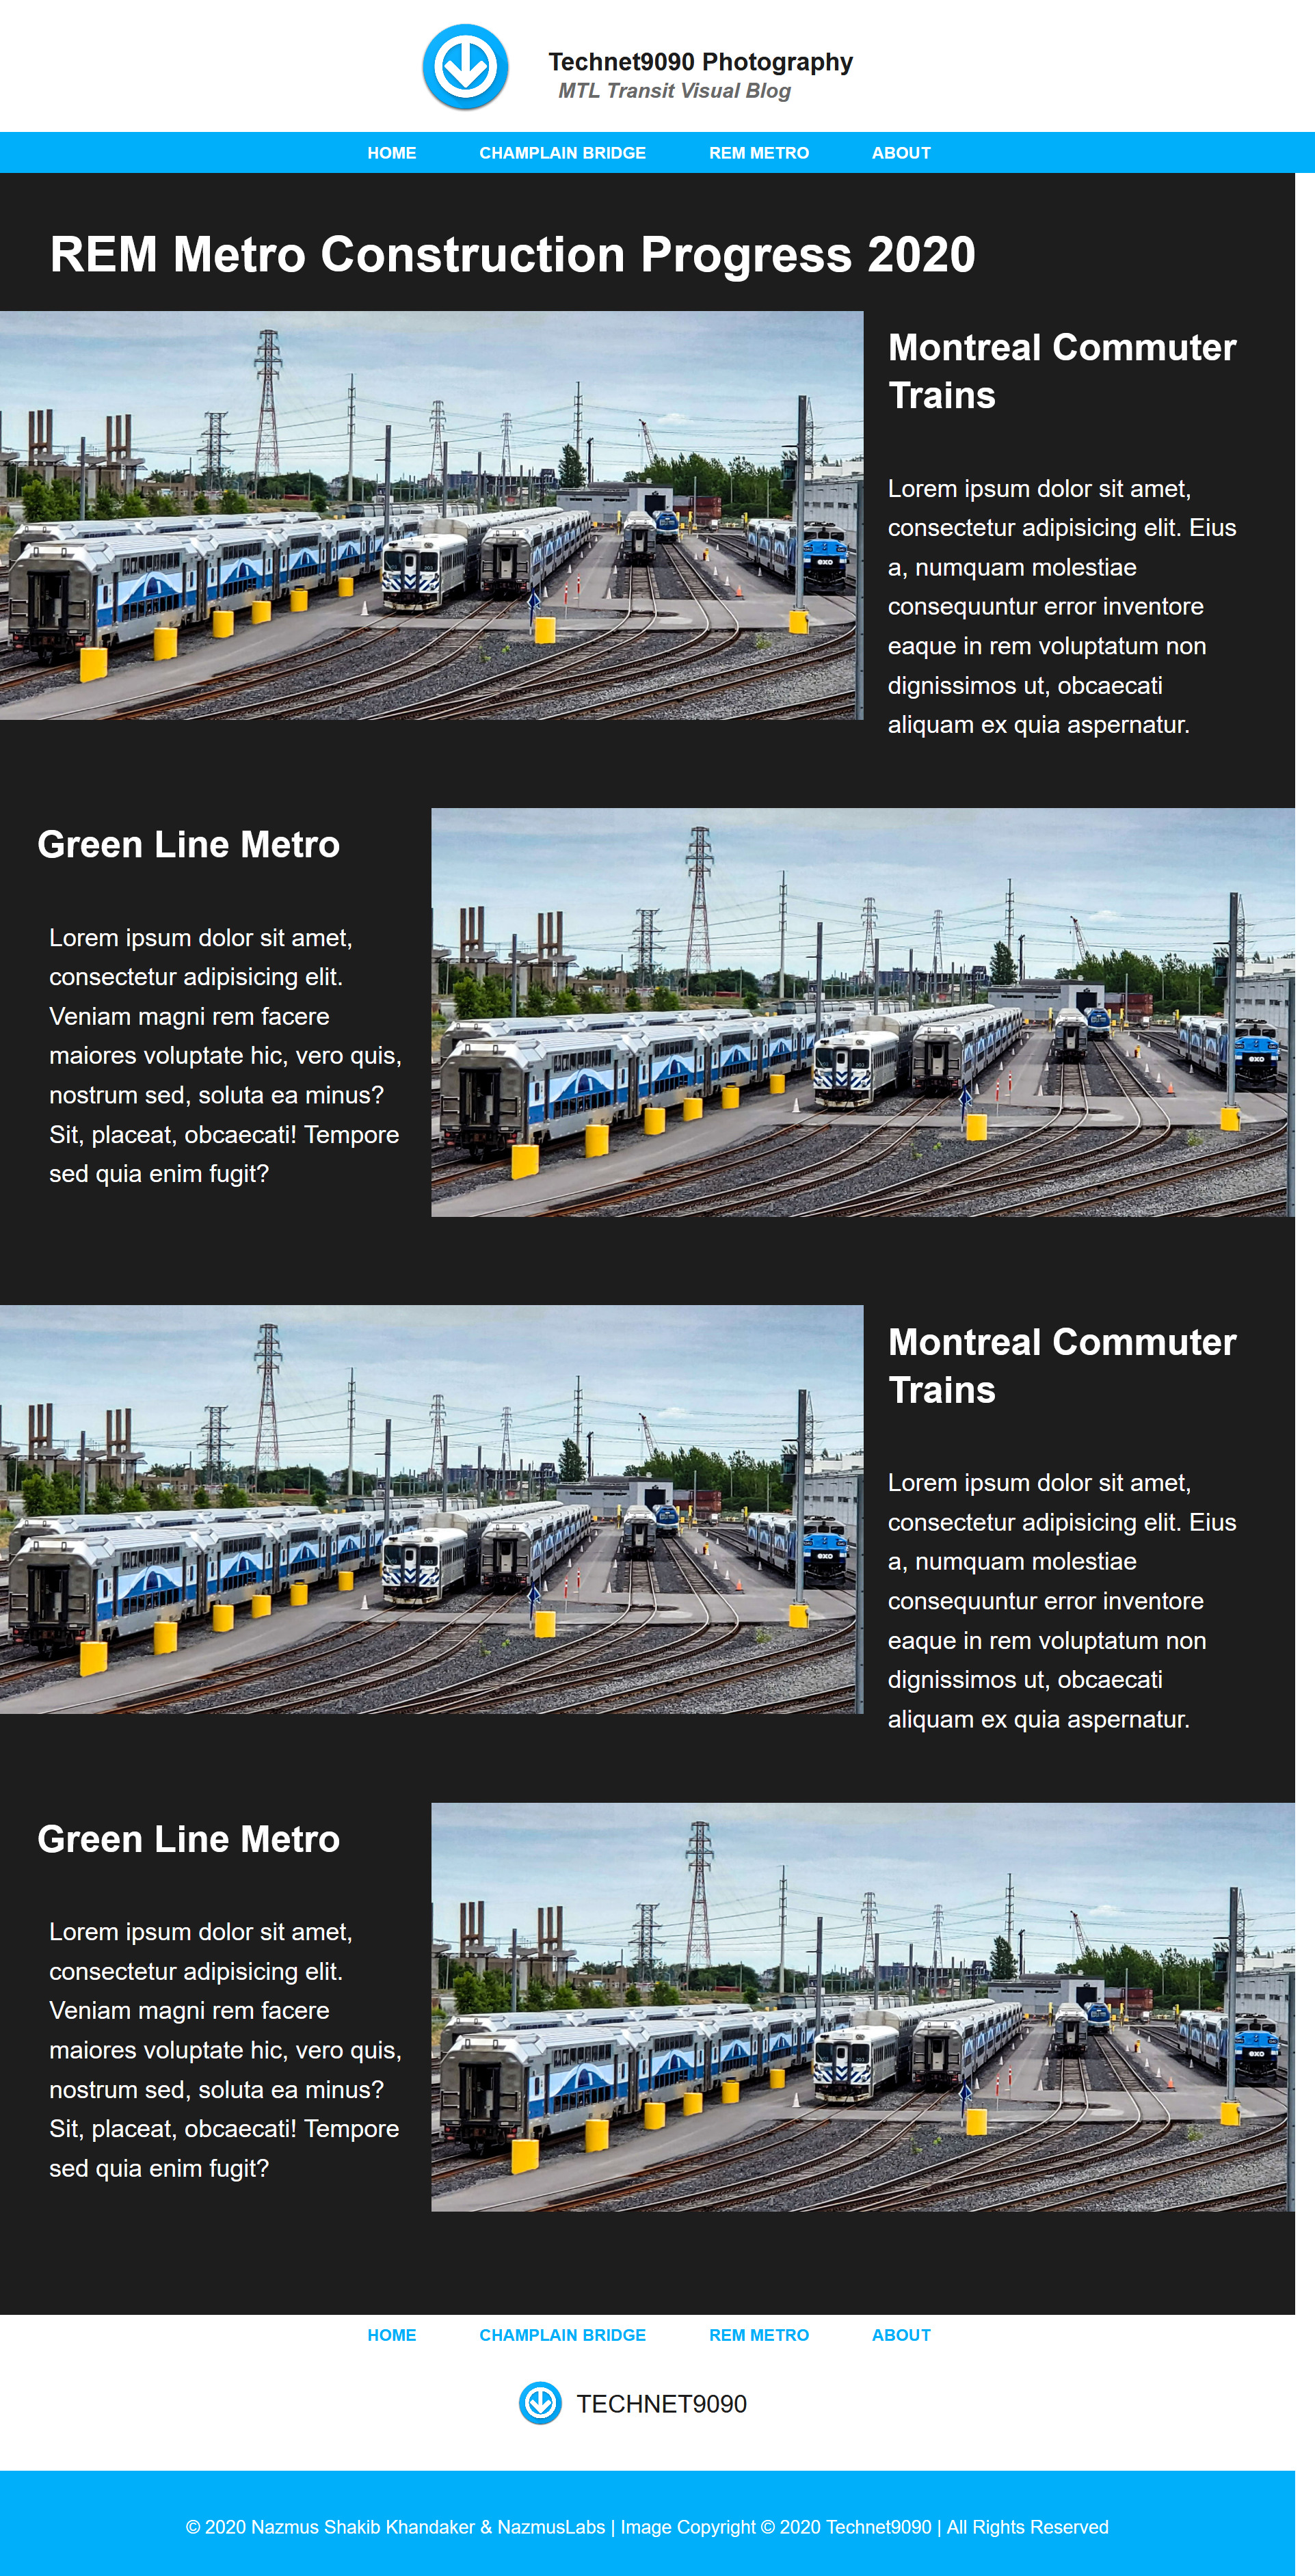 Technet9090 Photography
MTL Transit Visual Blog
HOME CHAMPLAIN BRIDGE REM METRO ABOUT
REM Metro Construction Progress 2020
Montreal Commuter
Trains
Lorem ipsum dolor sit amet,
consectetur adipisicing elit. Eius
a, numquam molestiae
consequuntur error inventore
eaque in rem voluptatum non
dignissimos ut, obcaecati
aliquam ex quia aspernatur.
exo
Green Line Metro
Lorem ipsum dolor sit amet,
consectetur adipisicing elit.
Veniam magni rem facere
maiores voluptate hic, vero quis,
nostrum sed, soluta ea minus?
Sit, placeat, obcaecati! Tempore
sed quia enim fugit?
exo
Montreal Commuter
Trains
Lorem ipsum dolor sit amet,
consectetur adipisicing elit. Eius
a, numquam molestiae
consequuntur error inventore
eaque in rem voluptatum non
dignissimos ut, obcaecati
aliquam ex quia aspernatur.
exo
Green Line Metro
Lorem ipsum dolor sit amet,
consectetur adipisicing elit.
Veniam magni rem facere
maiores voluptate hic, vero quis,
nostrum sed, soluta ea minus?
Sit, placeat, obcaecati! Tempore
sed quia enim fugit?
exo
HOME CHAMPLAIN BRIDGE REM METRO ABOUT
TECHNET9090
© 2020 Nazmus Shakib Khandaker & NazmusLabs | Image Copyright © 2020 Technet9090 | All Rights Reserved